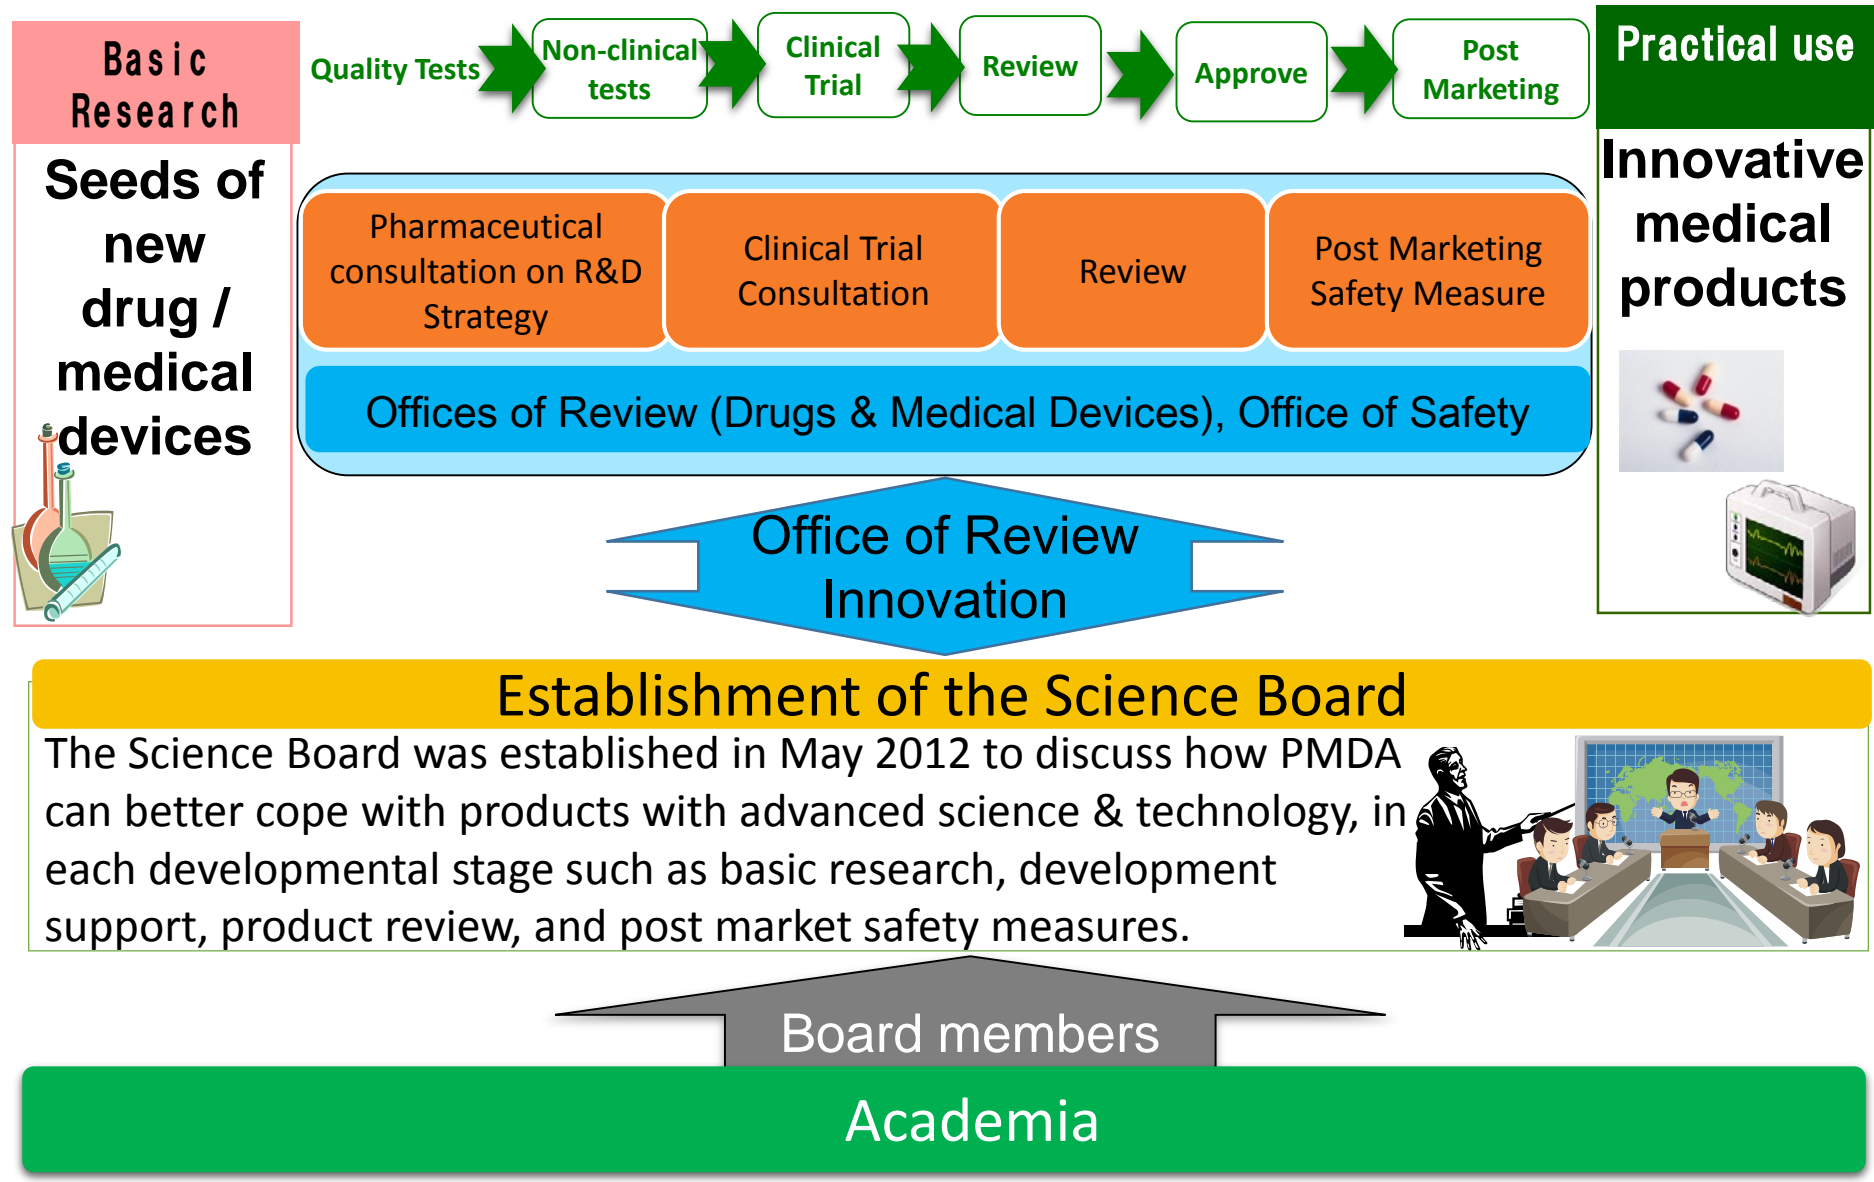 Basic
Research
Seeds of
new
drug /
medical
devices
Quality Tests
Non-clinical
tests
Clinical
Trial
Review
Approve
Post
Marketing
Practical use
Innovative
medical
products
Pharmaceutical
consultation on R&D
Strategy
Clinical Trial
Consultation
Review
Post Marketing
Safety Measure
Offices of Review (Drugs & Medical Devices), Office of Safety
Office of Review
Innovation
Establishment of the Science Board
The Science Board was established in May 2012 to discuss how PMDA
can better cope with products with advanced science & technology, in
each developmental stage such as basic research, development
support, product review, and post market safety measures.
Board members
Academia